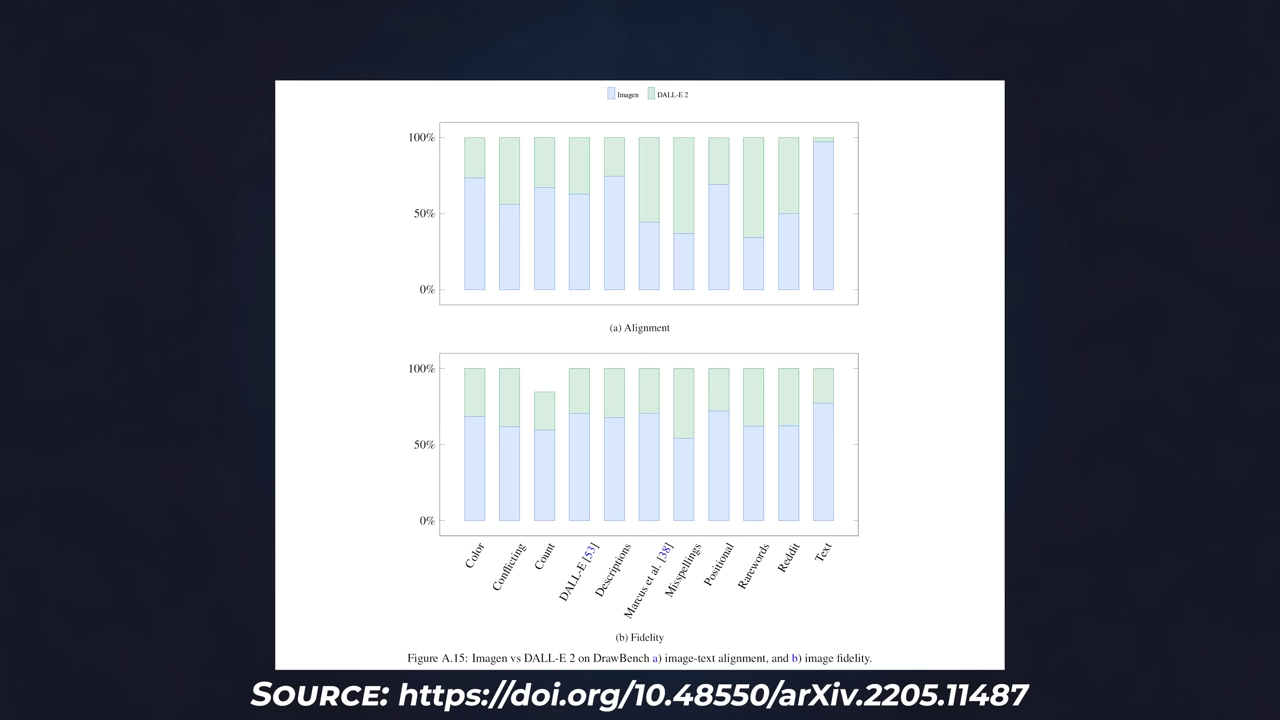 Imagen DALL-E 2
100%
50%
0%
(a) Alignment
100%
50%
0%
Color Conflicting Count DALL-E [53] Descriptions Marcus et al. [38] Misspellings Positional Rarewords Reddit Text
(b) Fidelity
Figure A.15: Imagen vs DALL-E 2 on DrawBench a) image-text alignment, and b) image fidelity.
SOURCE: https://doi.org/10.48550/arXiv.2205.11487